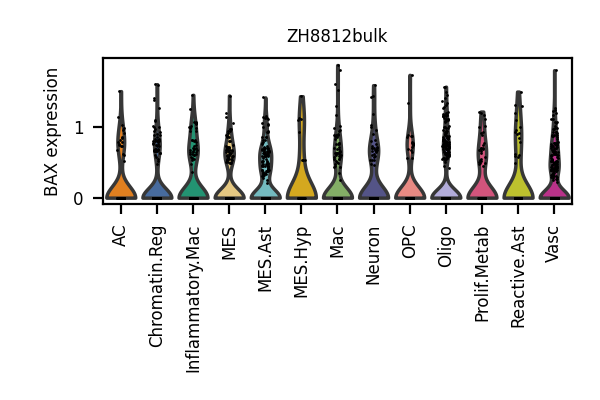 ZH8812bulk
BAX expression
1
0
AC
Chromatin.Reg
Inflammatory.Mac
MES
MES.Ast
MES.Hyp
Mac
Neuron
OPC
Oligo
Prolif.Metab
Reactive.Ast
Vasc